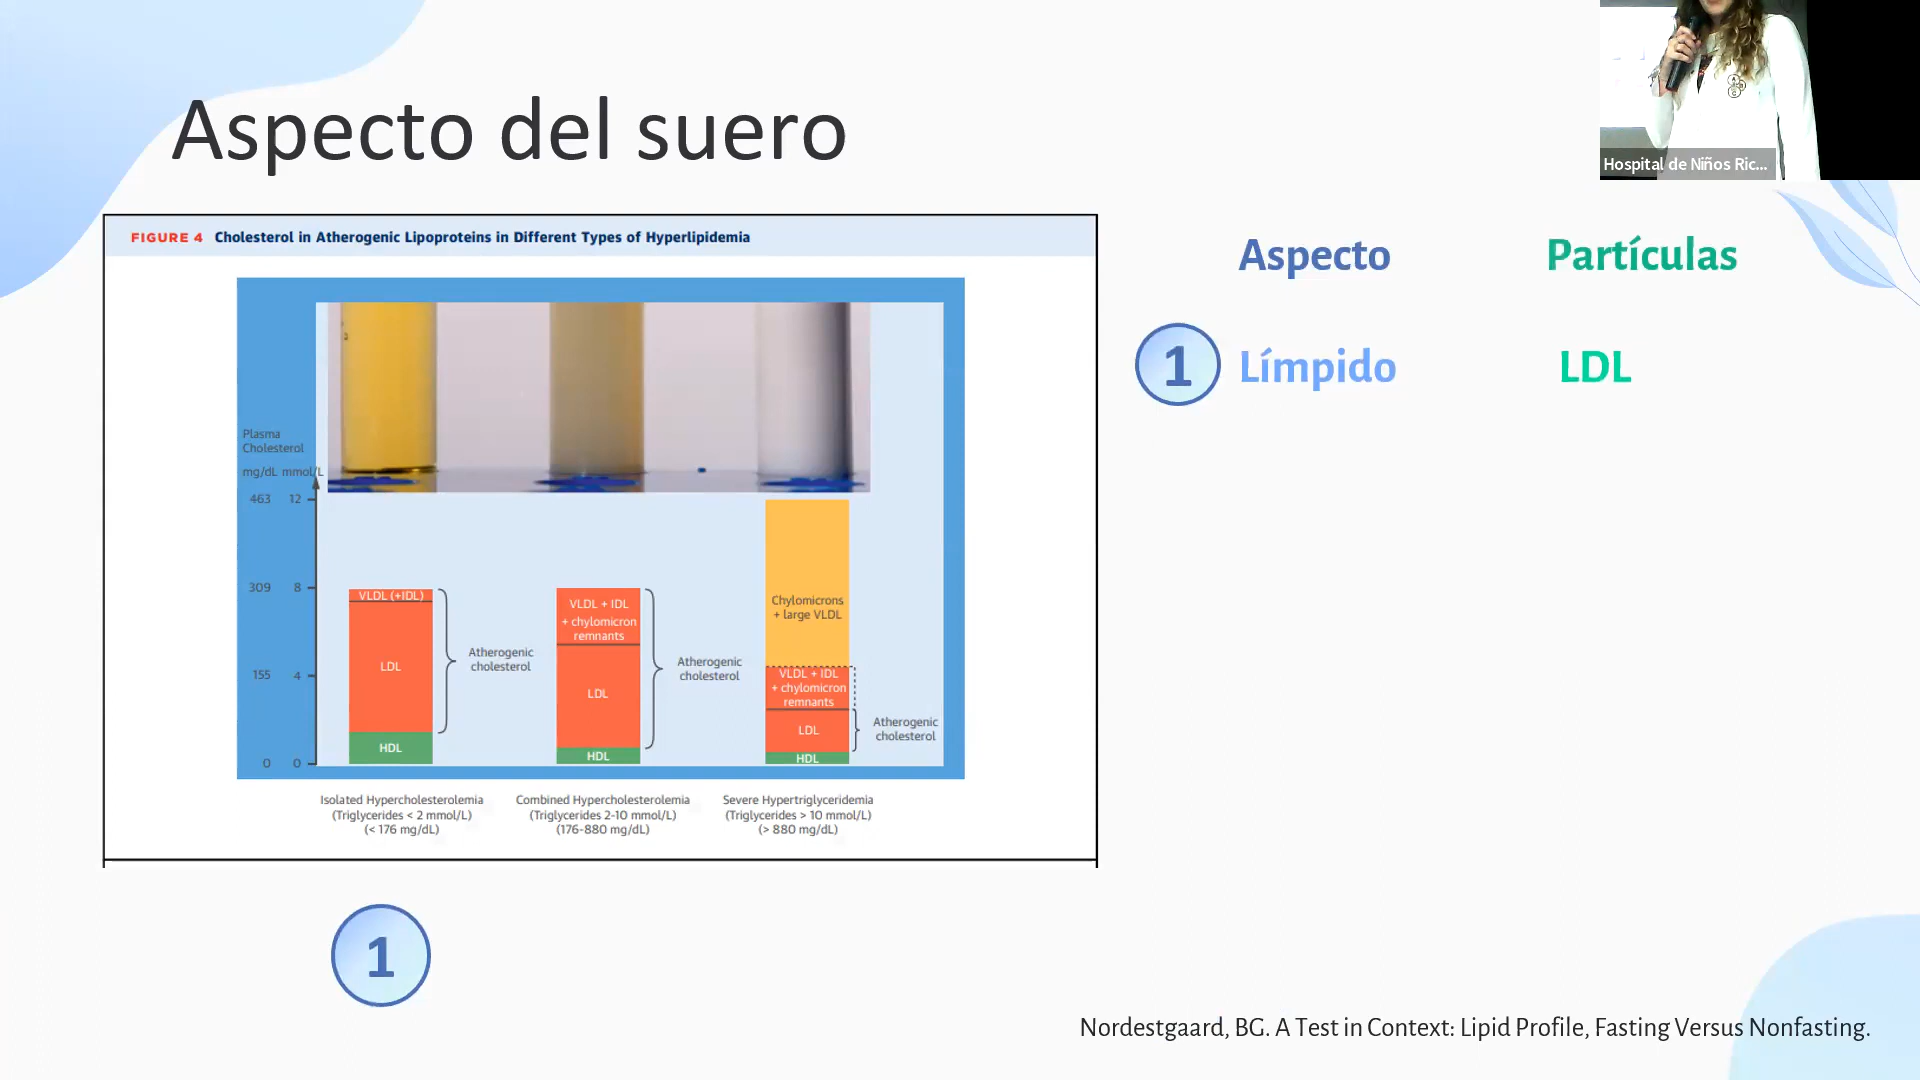 Aspecto del suero
Hospital de Niños Ric...
FIGURE 4 Cholesterol in Atherogenic Lipoproteins in Different Types of Hyperlipidemia
Plasma
Cholesterol
mg/dL mmol/L
463 12
309 8
155 4
0 0
VLDL (+IDL)
LDL
HDL
Atherogenic
cholesterol
VLDL + IDL
+ chylomicron
remnants
LDL
HDL
Atherogenic
cholesterol
Chylomicrons
+ large VLDL
VLDL + IDL
+ chylomicron
remnants
LDL
HDL
Atherogenic
cholesterol
Isolated Hypercholesterolemia
(Triglycerides < 2 mmol/L)
(< 176 mg/dL)
Combined Hypercholesterolemia
(Triglycerides 2-10 mmol/L)
(176-880 mg/dL)
Severe Hypertriglyceridemia
(Triglycerides > 10 mmol/L)
(> 880 mg/dL)
1
Aspecto Partículas
1 Límpido LDL
Nordestgaard, BG. A Test in Context: Lipid Profile, Fasting Versus Nonfasting.